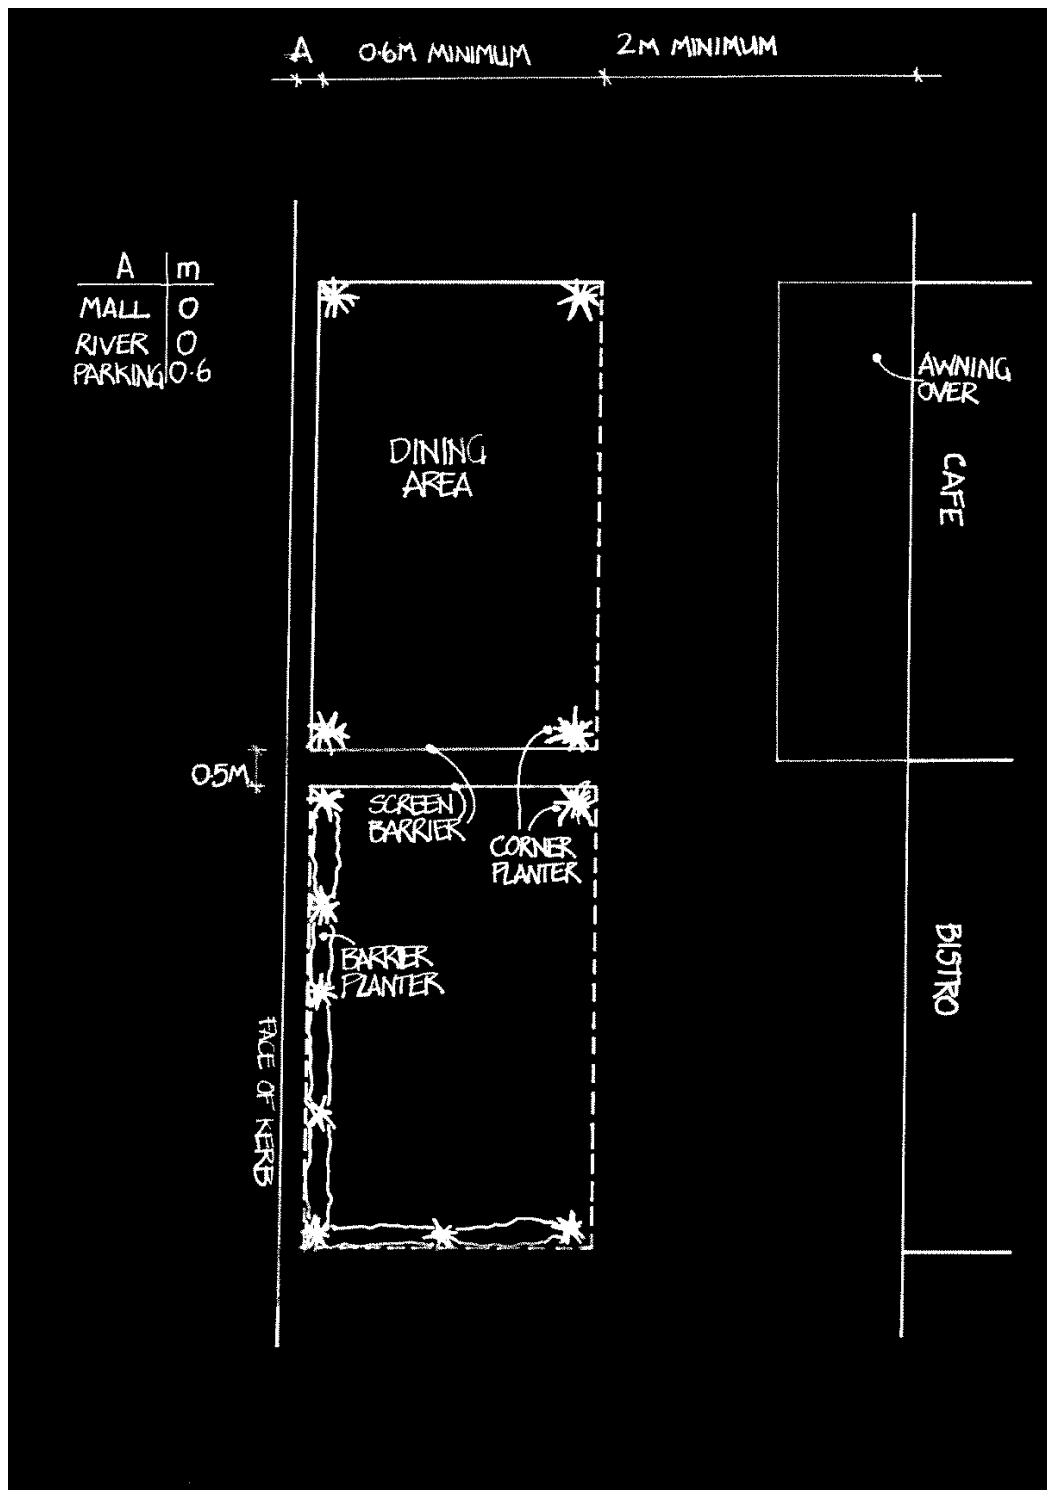 A 0.6M MINIMUM 2M MINIMUM
A m
MALL 0
RIVER 0
PARKING 0.6
AWNING
OVER
DINING
AREA
CAFE
0.5M
SCREEN
BARRIER
CORNER
PLANTER
BARRIER
PLANTER
BISTRO
FACE OF KERB